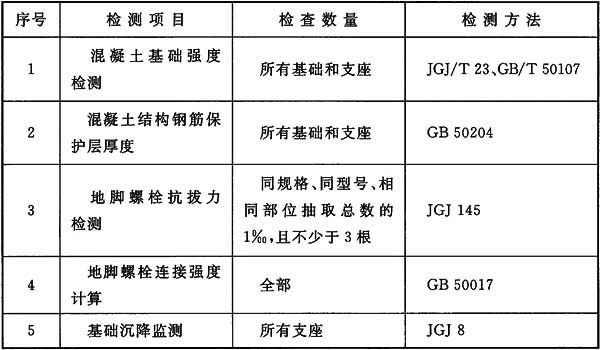 序号 检测项目 检查数量 检测方法
1 混凝土基础强度检测 所有基础和支座 JGJ/T 23、GB/T 50107
2 混凝土结构钢筋保护层厚度 所有基础和支座 GB 50204
3 地脚螺栓抗拔力检测 同规格、同型号、相同部位抽取总数的1‰,且不少于3根 JGJ 145
4 地脚螺栓连接强度计算 全部 GB 50017
5 基础沉降监测 所有支座 JGJ 8